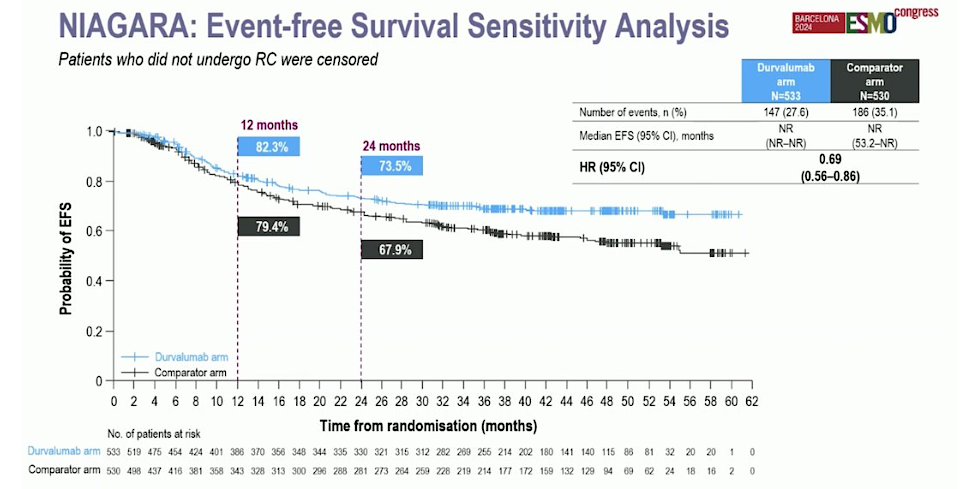 NIAGARA: Event-free Survival Sensitivity Analysis
BARCELONA
2024
ESMO congress
Patients who did not undergo RC were censored
Durvalumab arm N=533 Comparator arm N=530
Number of events, n (%) 147 (27.6) 186 (35.1)
Median EFS (95% CI), months NR (NR–NR) NR (53.2–NR)
HR (95% CI) 0.69 (0.56–0.86)
12 months
82.3%
79.4%
24 months
73.5%
67.9%
Probability of EFS
1.0
0.8
0.6
0.4
0.2
0
Durvalumab arm
Comparator arm
0 2 4 6 8 10 12 14 16 18 20 22 24 26 28 30 32 34 36 38 40 42 44 46 48 50 52 54 56 58 60 62
Time from randomisation (months)
No. of patients at risk
Durvalumab arm 533 519 475 454 424 401 386 370 356 348 344 335 330 321 315 312 282 269 255 214 202 180 141 140 115 86 81 32 20 20 1 0
Comparator arm 530 498 437 416 381 358 343 328 313 300 296 288 281 273 264 259 228 219 214 177 172 159 132 129 94 69 62 24 18 16 2 0